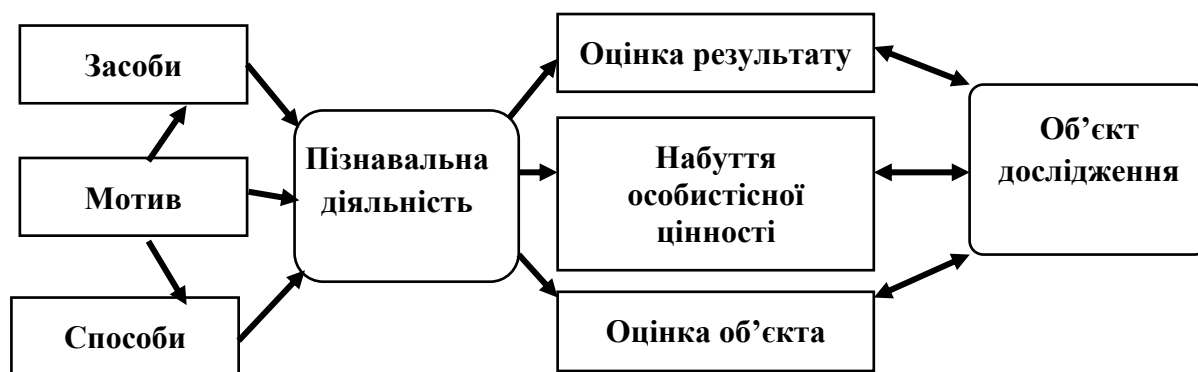 Засоби
Мотив
Способи
Пізнавальна
діяльність
Оцінка результату
Набуття
особистісної
цінності
Оцінка об’єкта
Об’єкт
дослідження